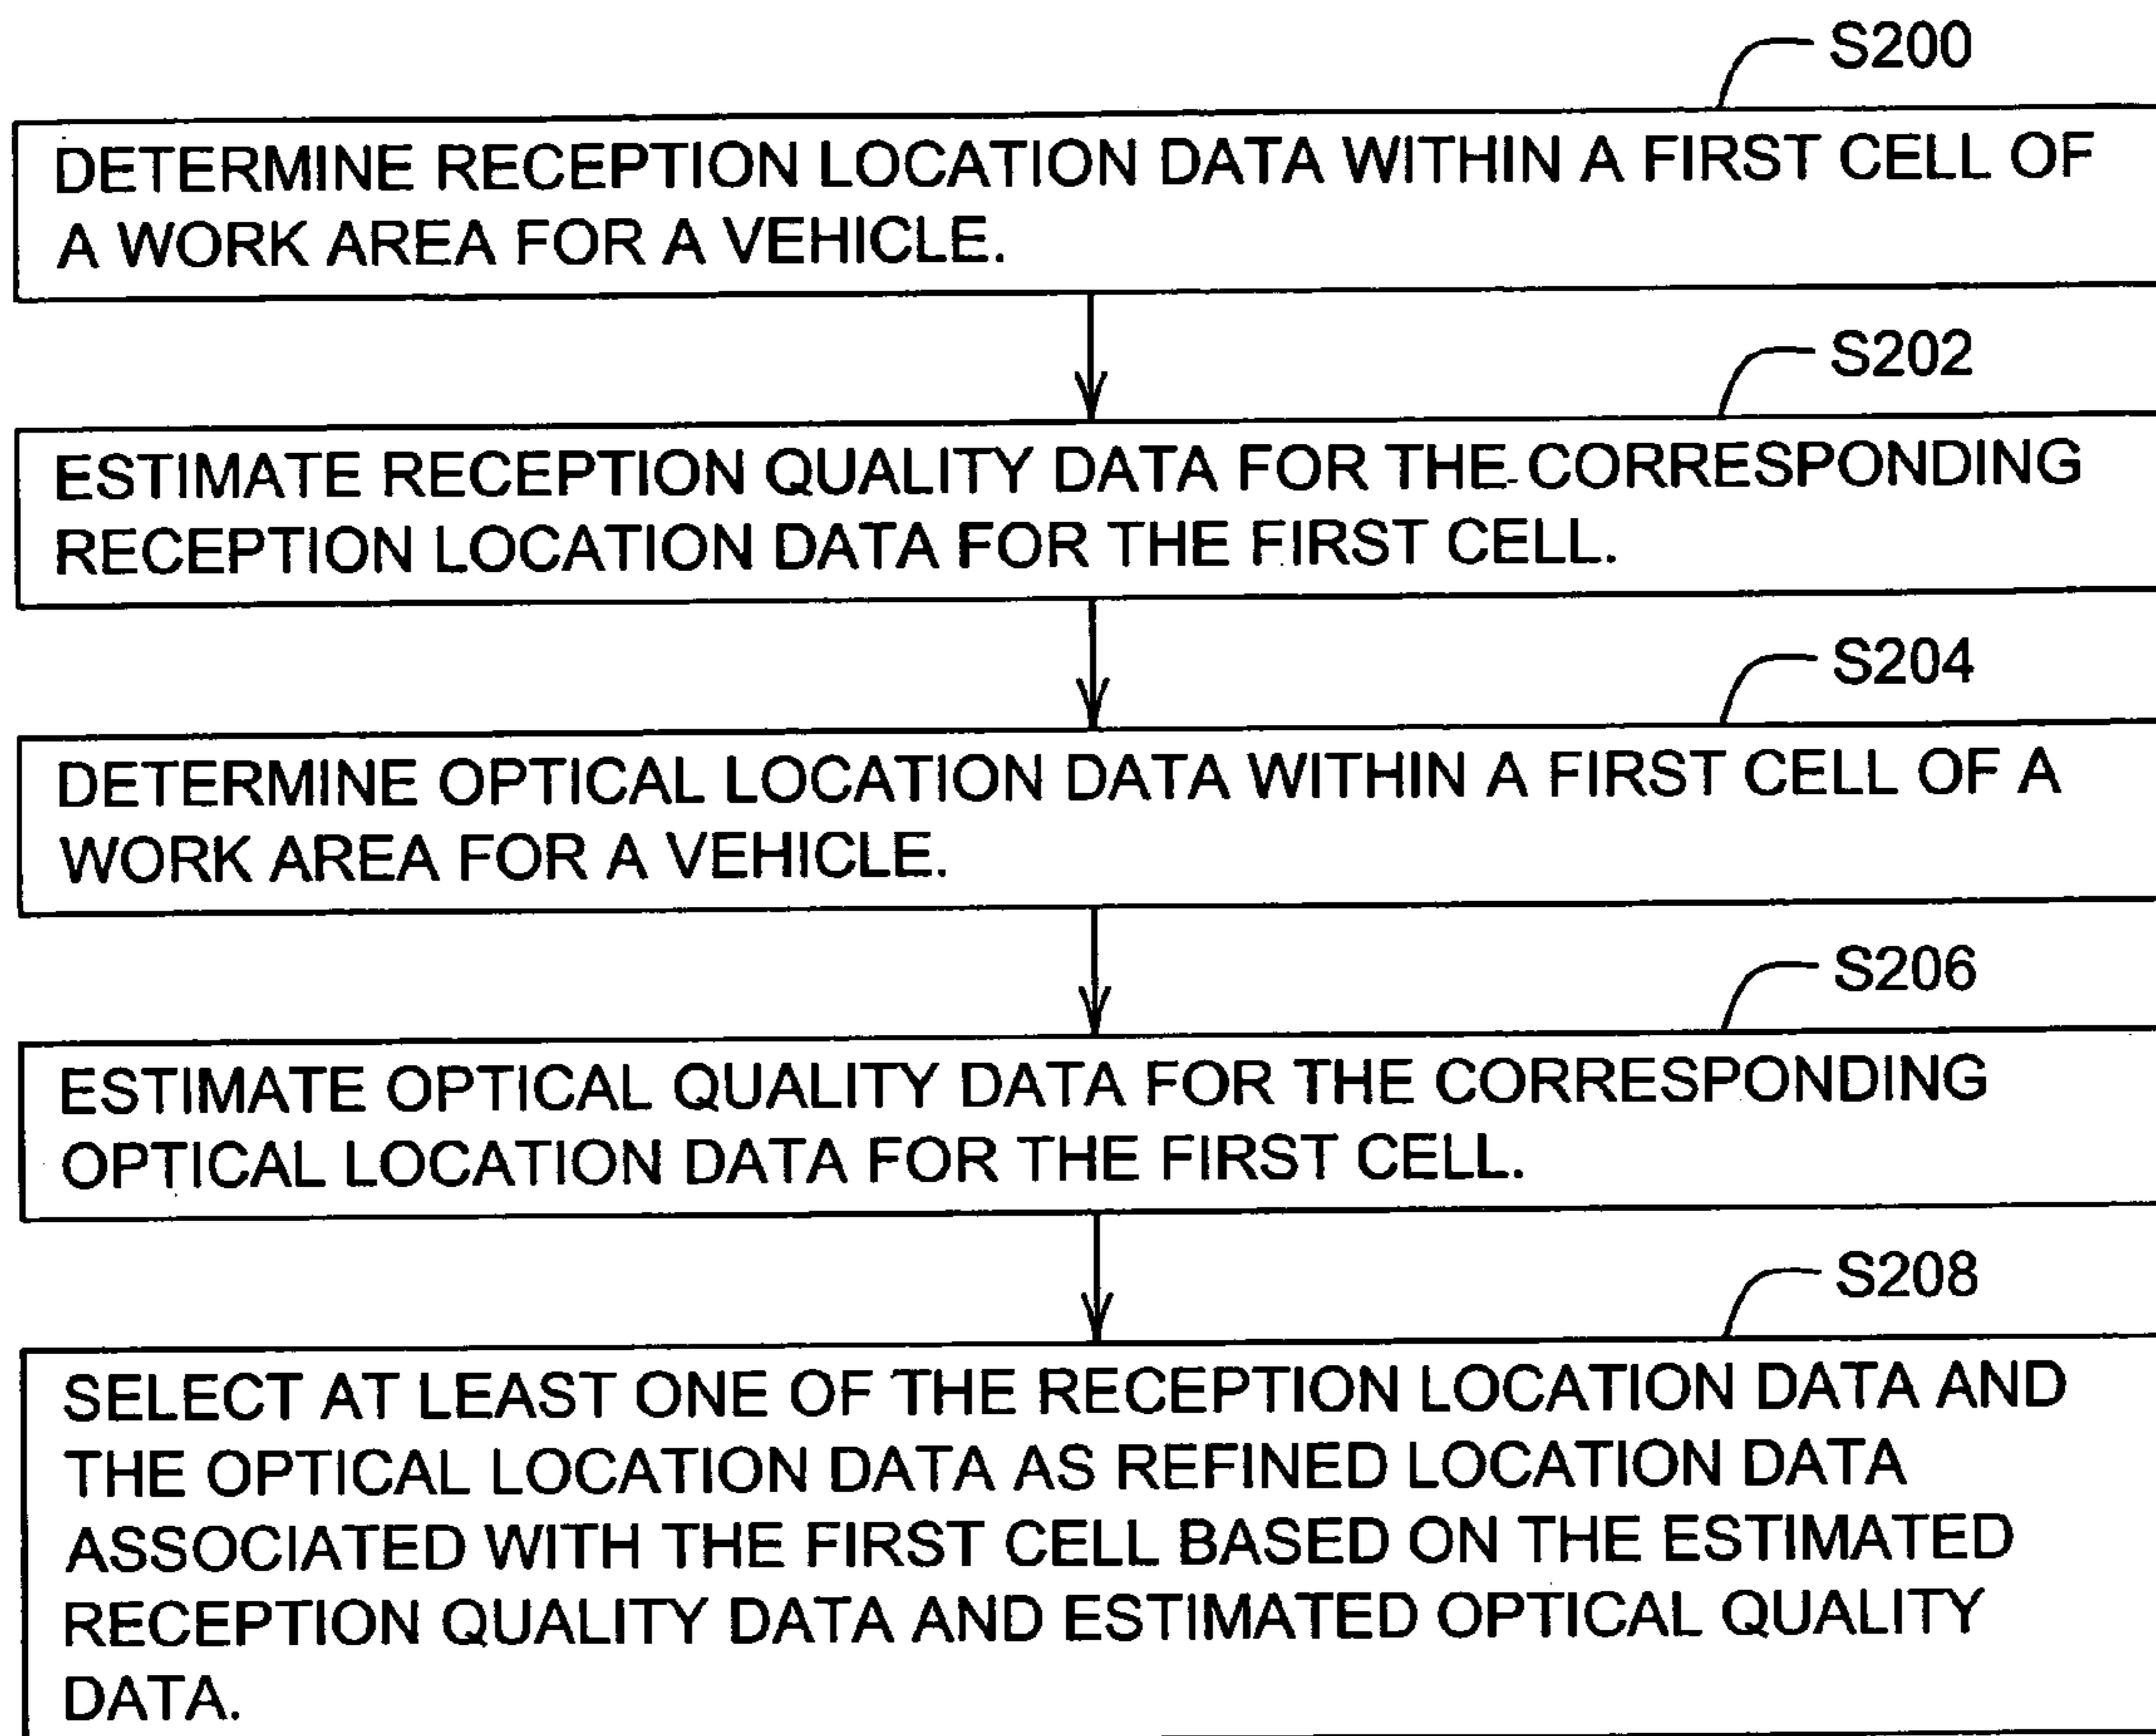 S200
DETERMINE RECEPTION LOCATION DATA WITHIN A FIRST CELL OF
A WORK AREA FOR A VEHICLE.
S202
ESTIMATE RECEPTION QUALITY DATA FOR THE CORRESPONDING
RECEPTION LOCATION DATA FOR THE FIRST CELL.
S204
DETERMINE OPTICAL LOCATION DATA WITHIN A FIRST CELL OF A
WORK AREA FOR A VEHICLE.
S206
ESTIMATE OPTICAL QUALITY DATA FOR THE CORRESPONDING
OPTICAL LOCATION DATA FOR THE FIRST CELL.
S208
SELECT AT LEAST ONE OF THE RECEPTION LOCATION DATA AND
THE OPTICAL LOCATION DATA AS REFINED LOCATION DATA
ASSOCIATED WITH THE FIRST CELL BASED ON THE ESTIMATED
RECEPTION QUALITY DATA AND ESTIMATED OPTICAL QUALITY
DATA.